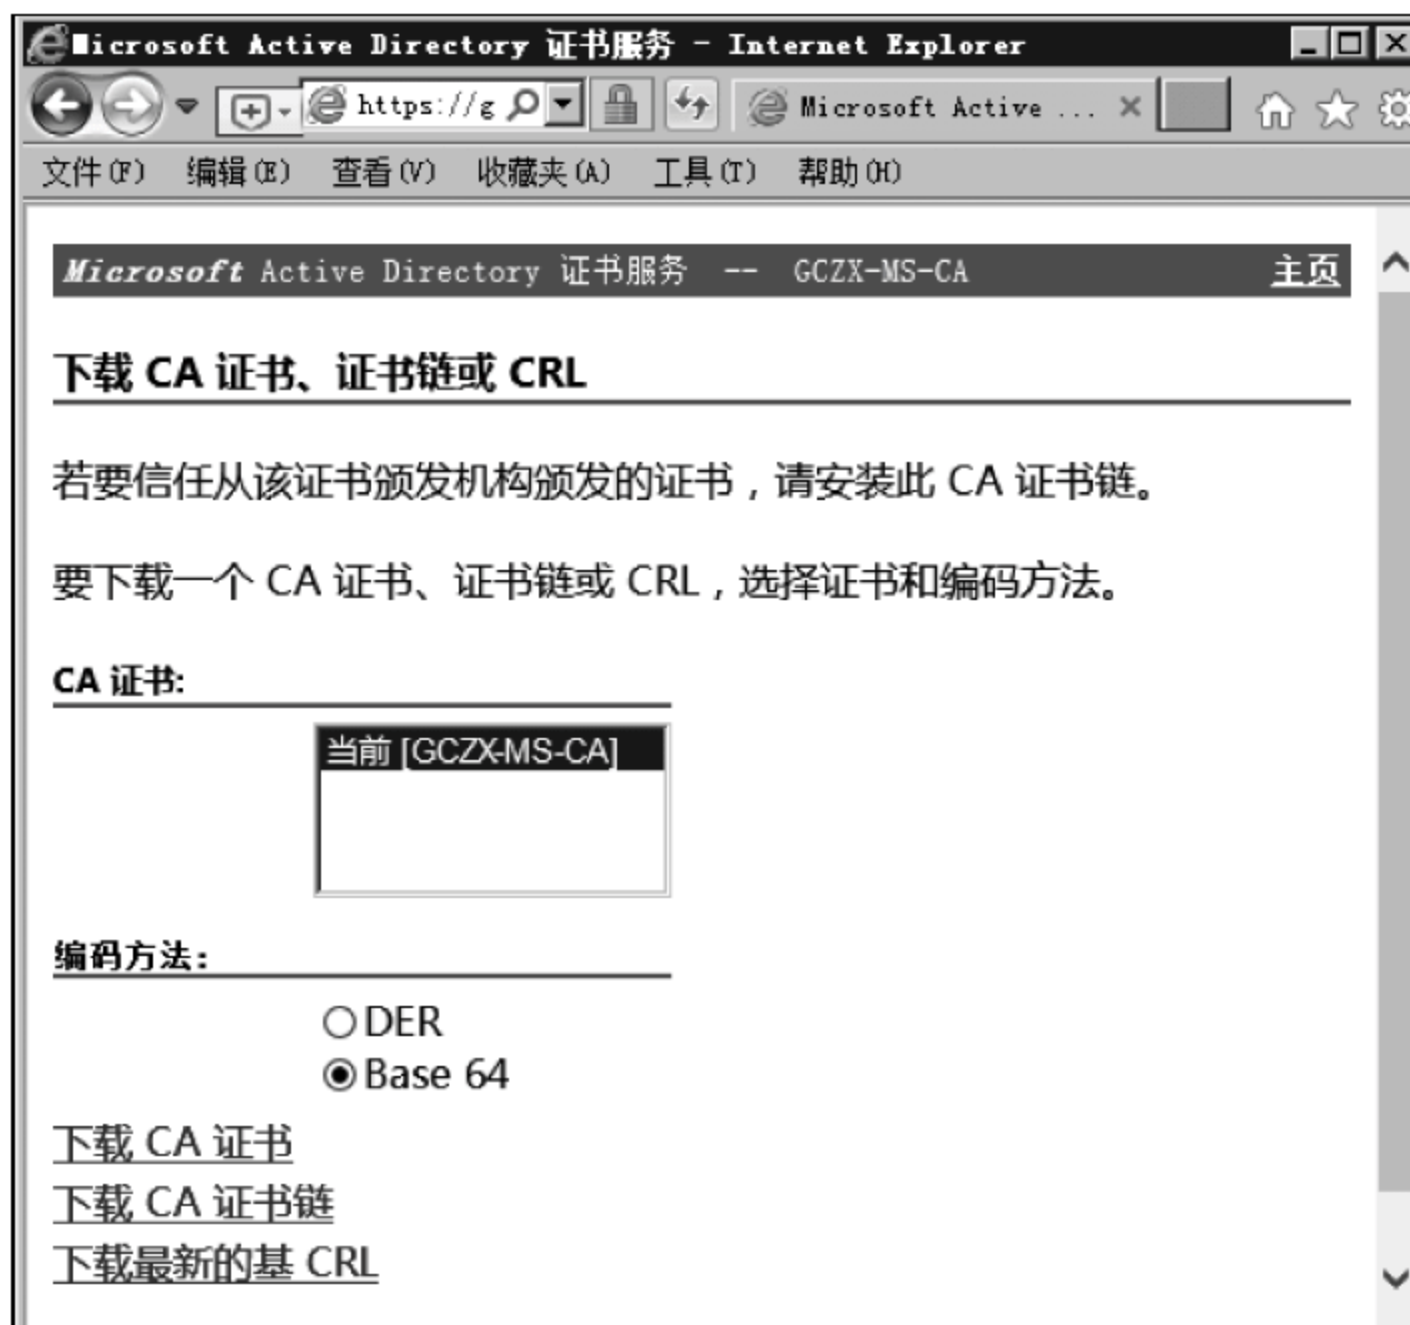 Microsoft Active Directory 证书服务 - Internet Explorer
https://g
Microsoft Active ...
文件(F) 编辑(E) 查看(V) 收藏夹(A) 工具(T) 帮助(H)
Microsoft Active Directory 证书服务 -- GCZX-MS-CA 主页
下载 CA 证书、证书链或 CRL
若要信任从该证书颁发机构颁发的证书，请安装此 CA 证书链。
要下载一个 CA 证书、证书链或 CRL，选择证书和编码方法。
CA 证书:
当前 [GCZX-MS-CA]
编码方法:
DER
Base 64
下载 CA 证书
下载 CA 证书链
下载最新的基 CRL